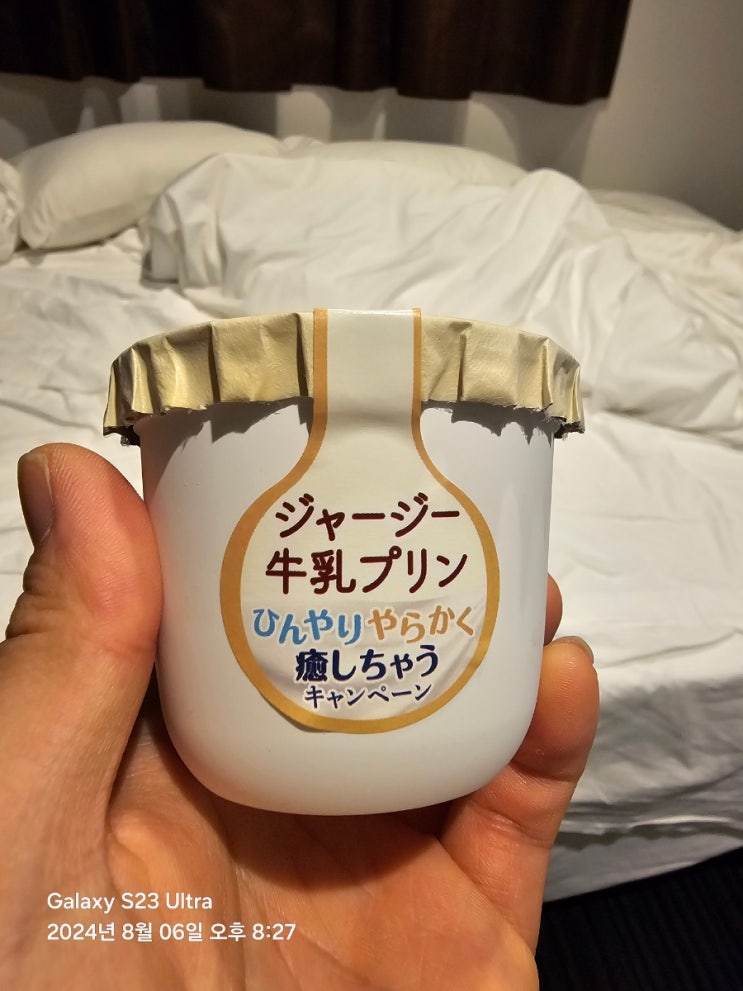 ジャージー
牛乳プリン
ひんやりやらかく
癒しちゃう
キャンペーン
Galaxy S23 Ultra
2024년 8월 06일 오후 8:27